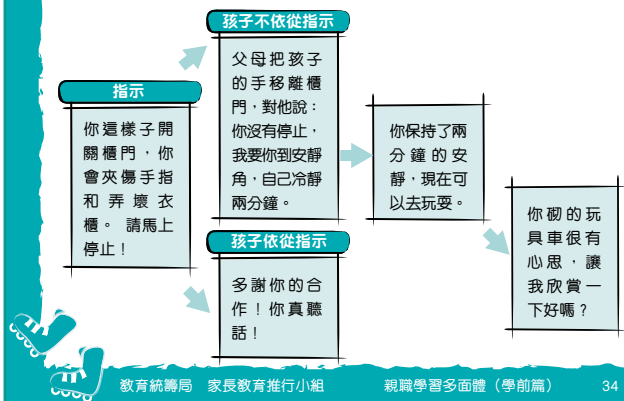 指示
你這樣子開
關櫃門，你
會夾傷手指
和弄壞衣
櫃。請馬上
停止！
孩子不依從指示
父母把孩子
的手移離櫃
門，對他說：
你沒有停止，
我要你到安靜
角，自己冷靜
兩分鐘。
孩子依從指示
多謝你的合
作！你真聽
話！
你保持了兩
分鐘的安
靜，現在可
以去玩耍。
你砌的玩
具車很有
心思，讓
我欣賞一
下好嗎？
教育統籌局 家長教育推行小組 親職學習多面體（學前篇） 34